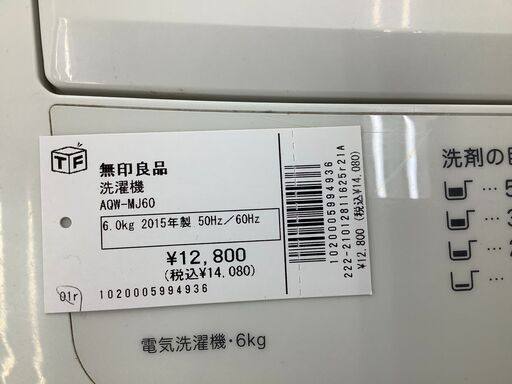 TF
無印良品
洗濯機
AQW-MJ60
6.0kg 2015年製 50Hz/60Hz
¥12,800
(税込¥14,080)
01r
1020005994936
1020005994936
222-21012811625r21A
¥12,800 (税込¥14,080)
洗剤の目
電気洗濯機・6kg